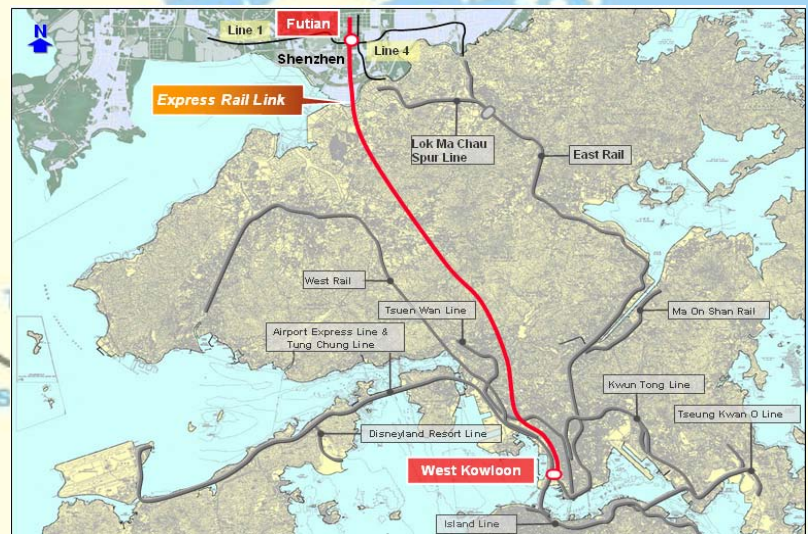 N
Futian
Line 1
Line 4
Shenzhen
Express Rail Link
Lok Ma Chau
Spur Line
East Rail
West Rail
Tsuen Wan Line
Ma On Shan Rail
Airport Express Line &
Tung Chung Line
Kwun Tong Line
Tseung Kwan O Line
Disneyland Resort Line
West Kowloon
Island Line